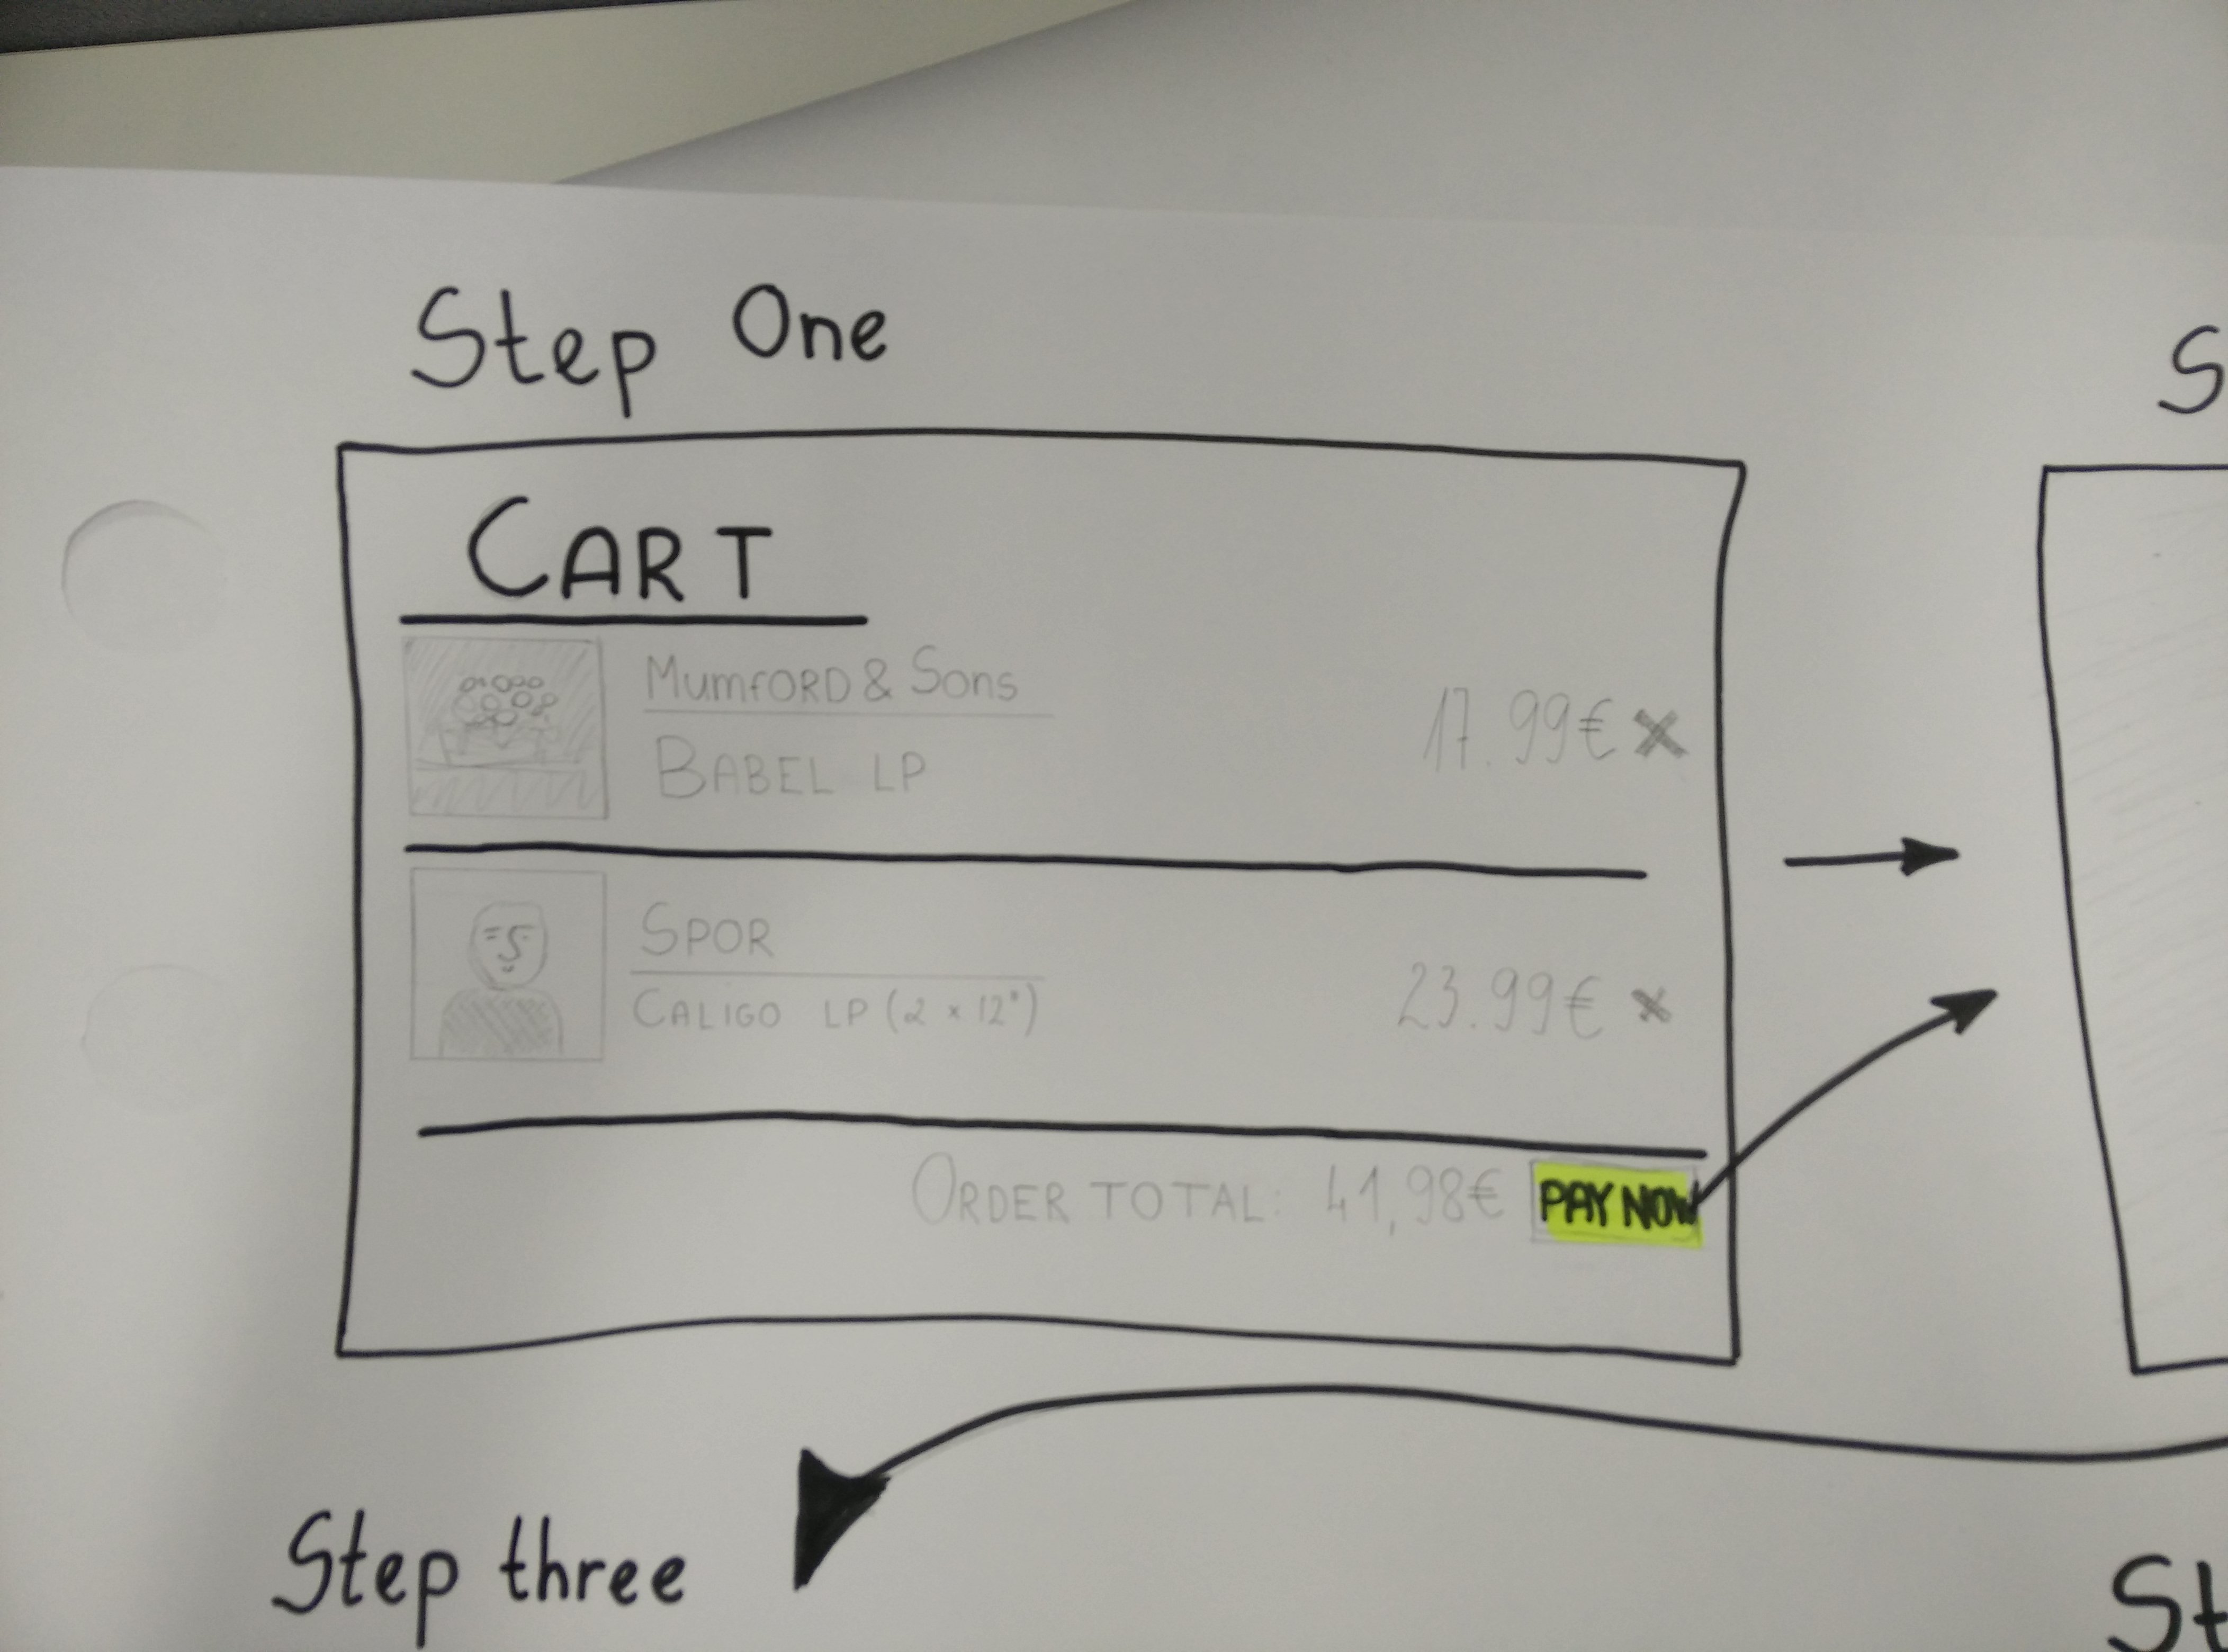 Step One
S
CART
Mumford & Sons
17.99€ ×
BABEL LP
SPOR
23.99€ ×
CALIGO LP (2 × 12")
ORDER TOTAL: 41,98€ PAY NOW
Step three
St